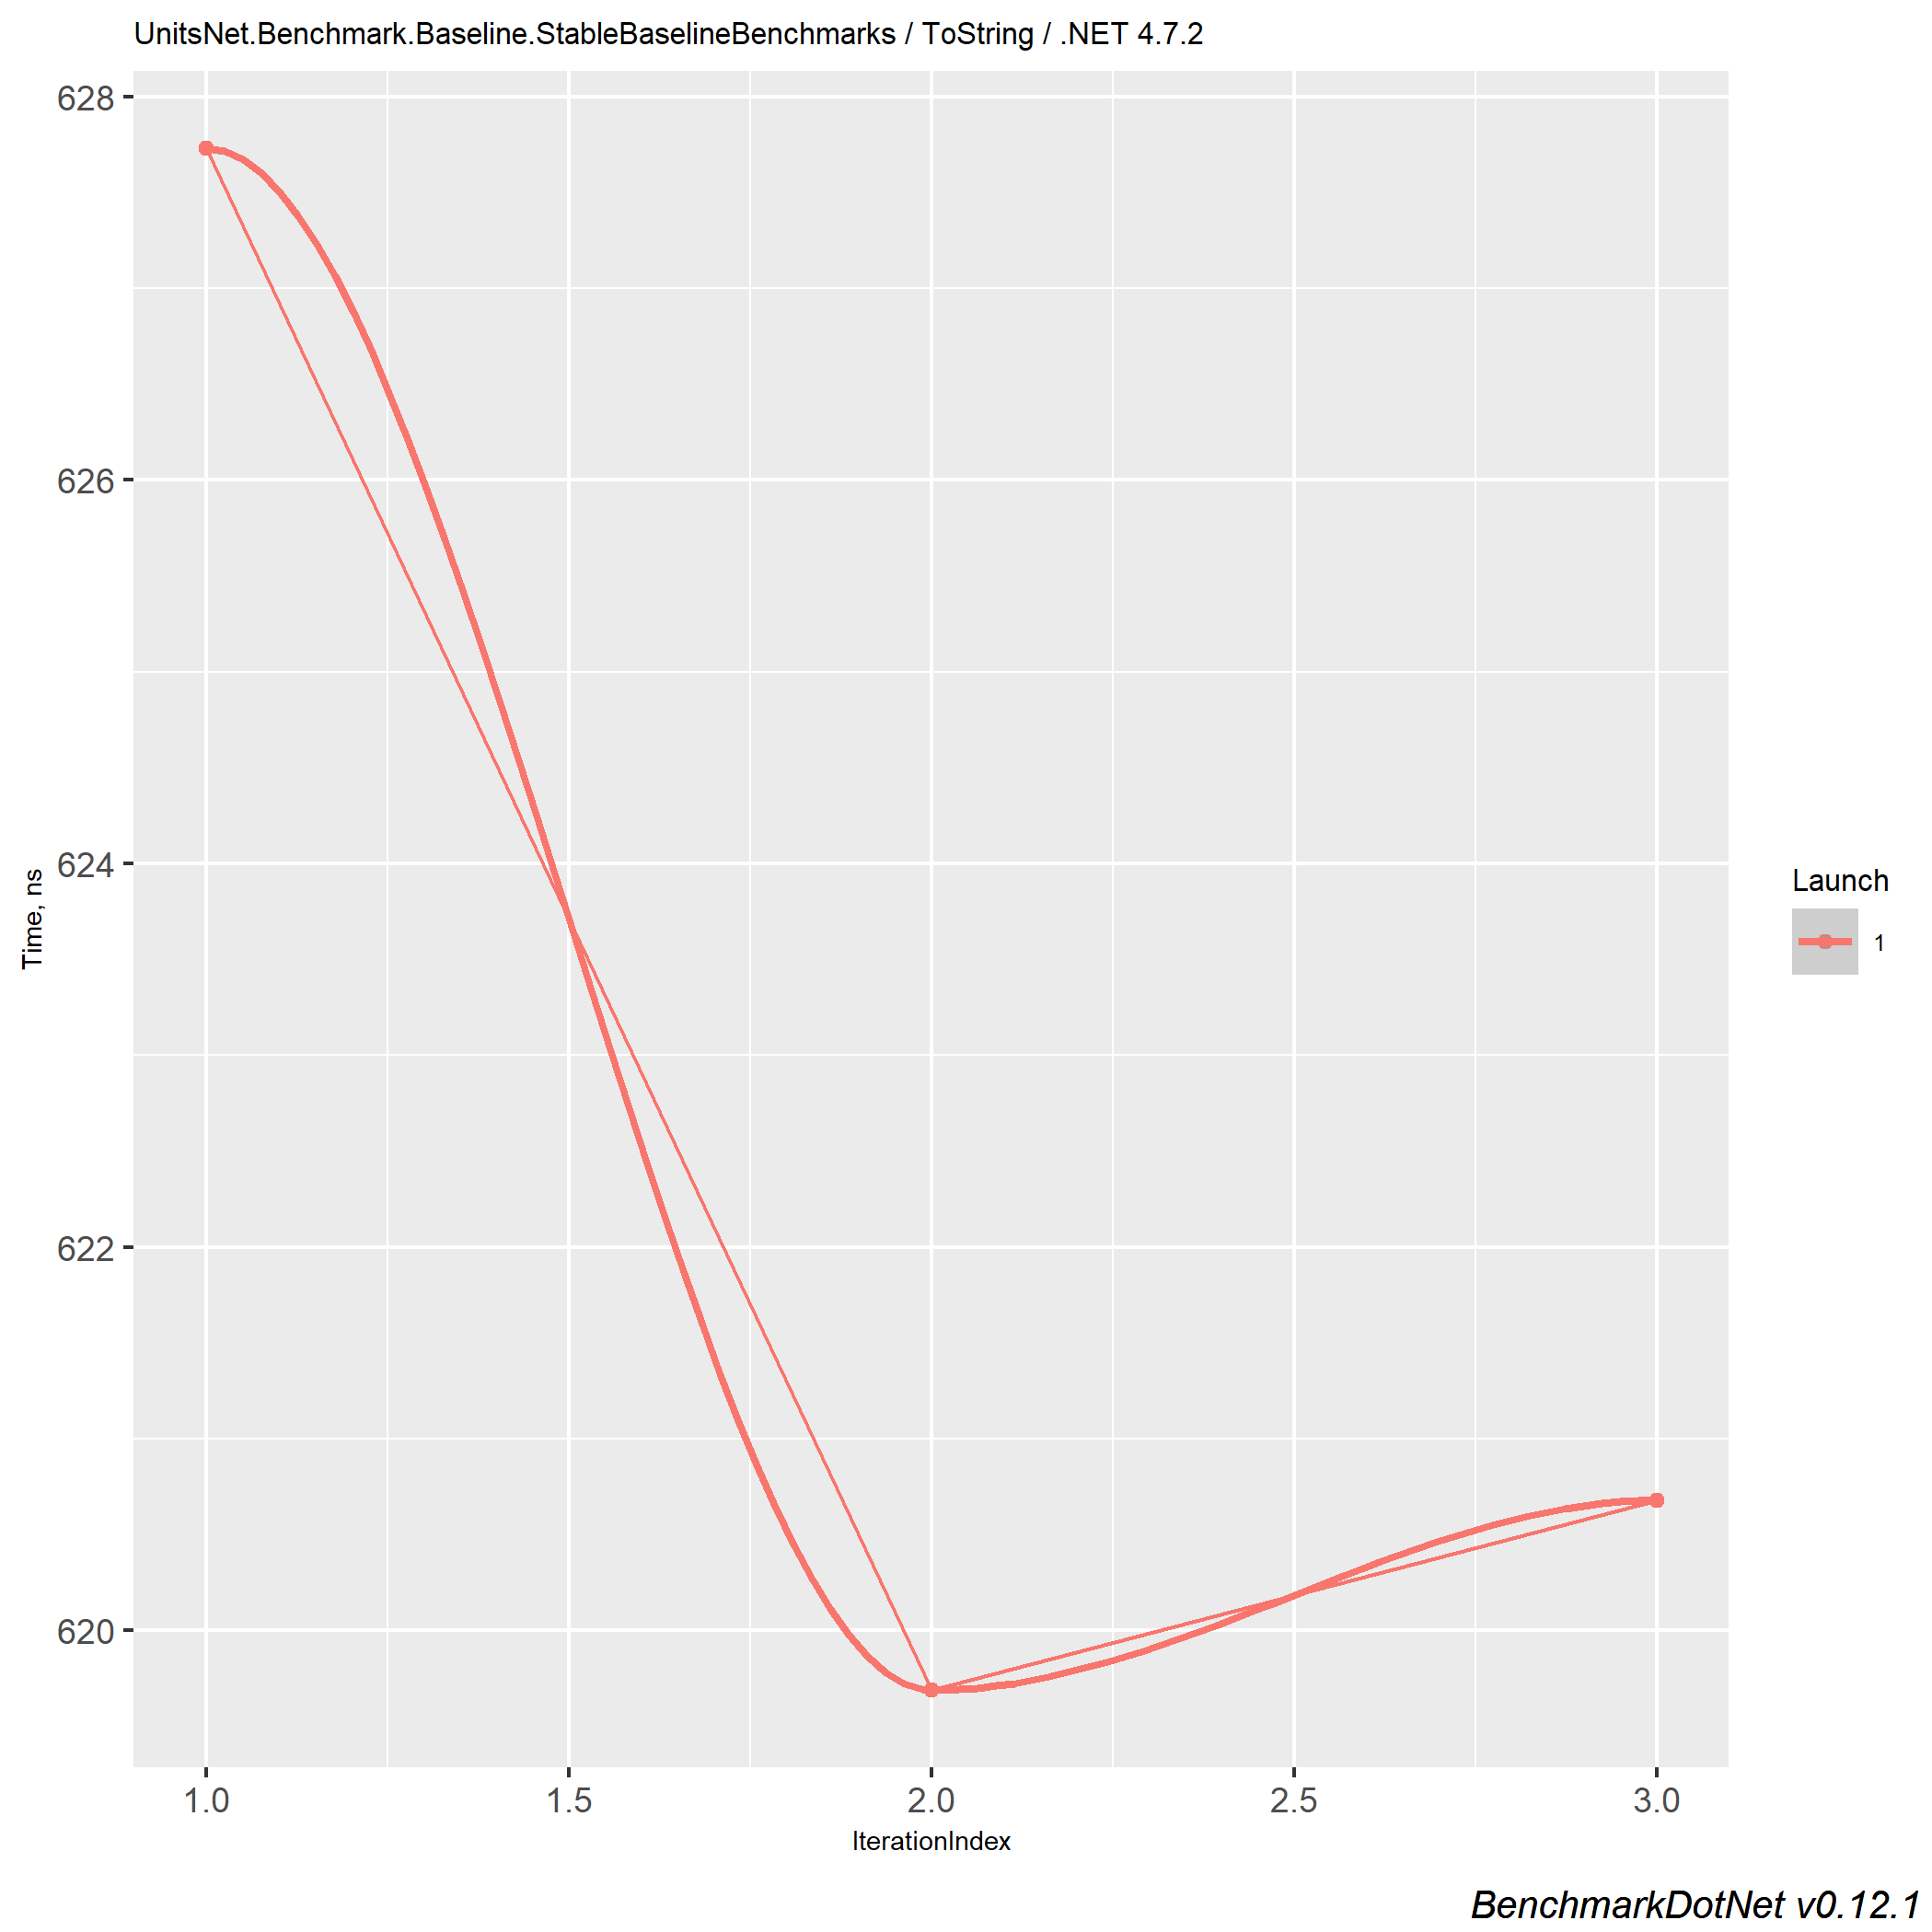 UnitsNet.Benchmark.Baseline.StableBaselineBenchmarks / ToString / .NET 4.7.2
628
626
624
622
620
Time, ns
1.0 1.5 2.0 2.5 3.0
IterationIndex
Launch
1
BenchmarkDotNet v0.12.1